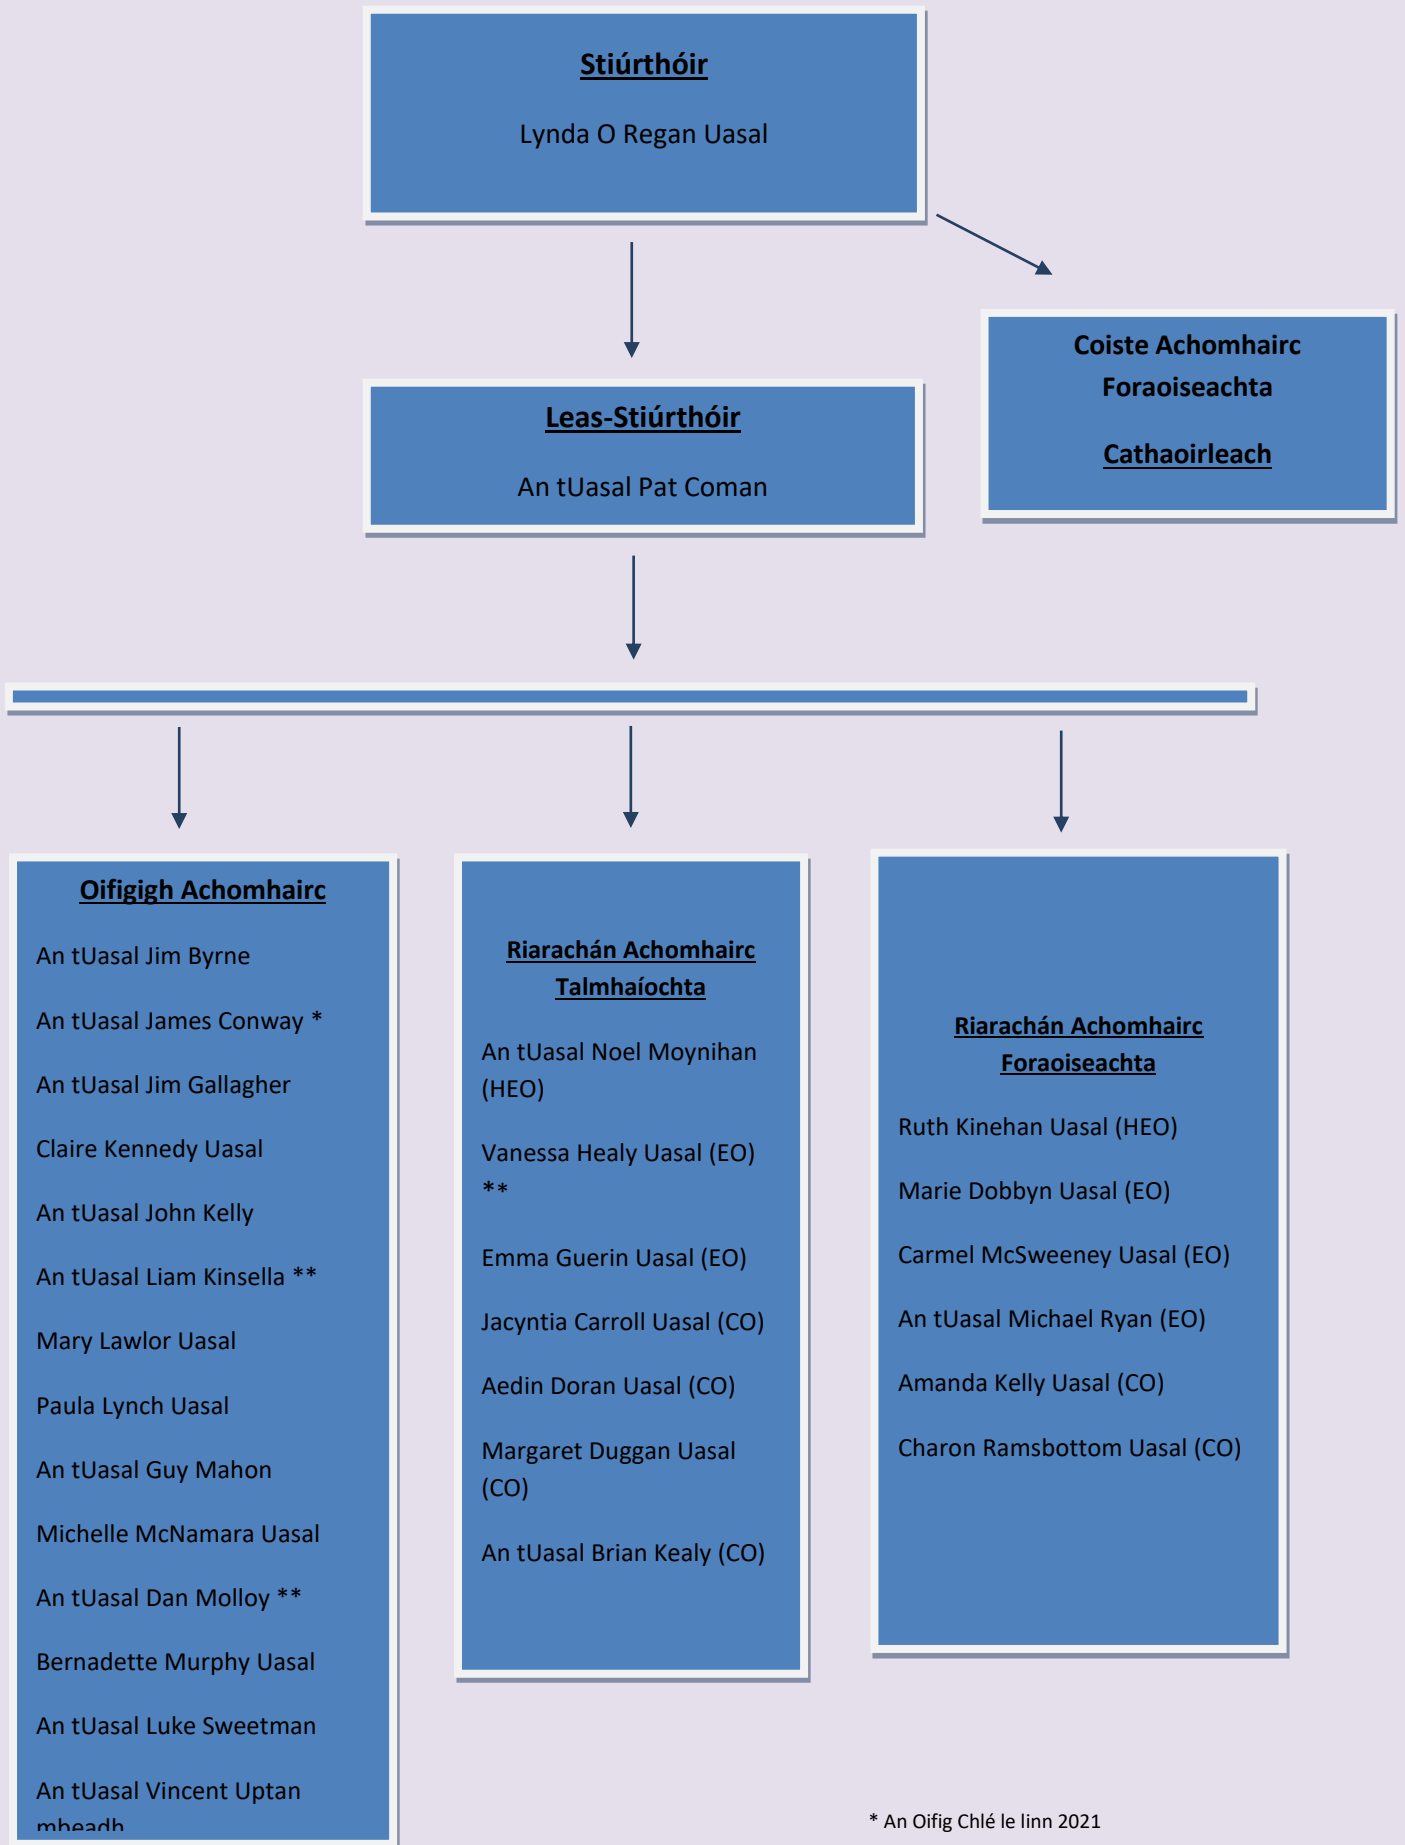 Stiúrthóir
Lynda O Regan Uasal
Coiste Achomhairc
Foraoiseachta
Cathaoirleach
Leas-Stiúrthóir
An tUasal Pat Coman
Oifigigh Achomhairc
An tUasal Jim Byrne
An tUasal James Conway *
An tUasal Jim Gallagher
Claire Kennedy Uasal
An tUasal John Kelly
An tUasal Liam Kinsella **
Mary Lawlor Uasal
Paula Lynch Uasal
An tUasal Guy Mahon
Michelle McNamara Uasal
An tUasal Dan Molloy **
Bernadette Murphy Uasal
An tUasal Luke Sweetman
An tUasal Vincent Uptan
mbeadh
Riarachán Achomhairc
Talmhaíochta
An tUasal Noel Moynihan
(HEO)
Vanessa Healy Uasal (EO)
**
Emma Guerin Uasal (EO)
Jacyntia Carroll Uasal (CO)
Aedin Doran Uasal (CO)
Margaret Duggan Uasal
(CO)
An tUasal Brian Kealy (CO)
Riarachán Achomhairc
Foraoiseachta
Ruth Kinehan Uasal (HEO)
Marie Dobbyn Uasal (EO)
Carmel McSweeney Uasal (EO)
An tUasal Michael Ryan (EO)
Amanda Kelly Uasal (CO)
Charon Ramsbottom Uasal (CO)
* An Oifig Chlé le linn 2021